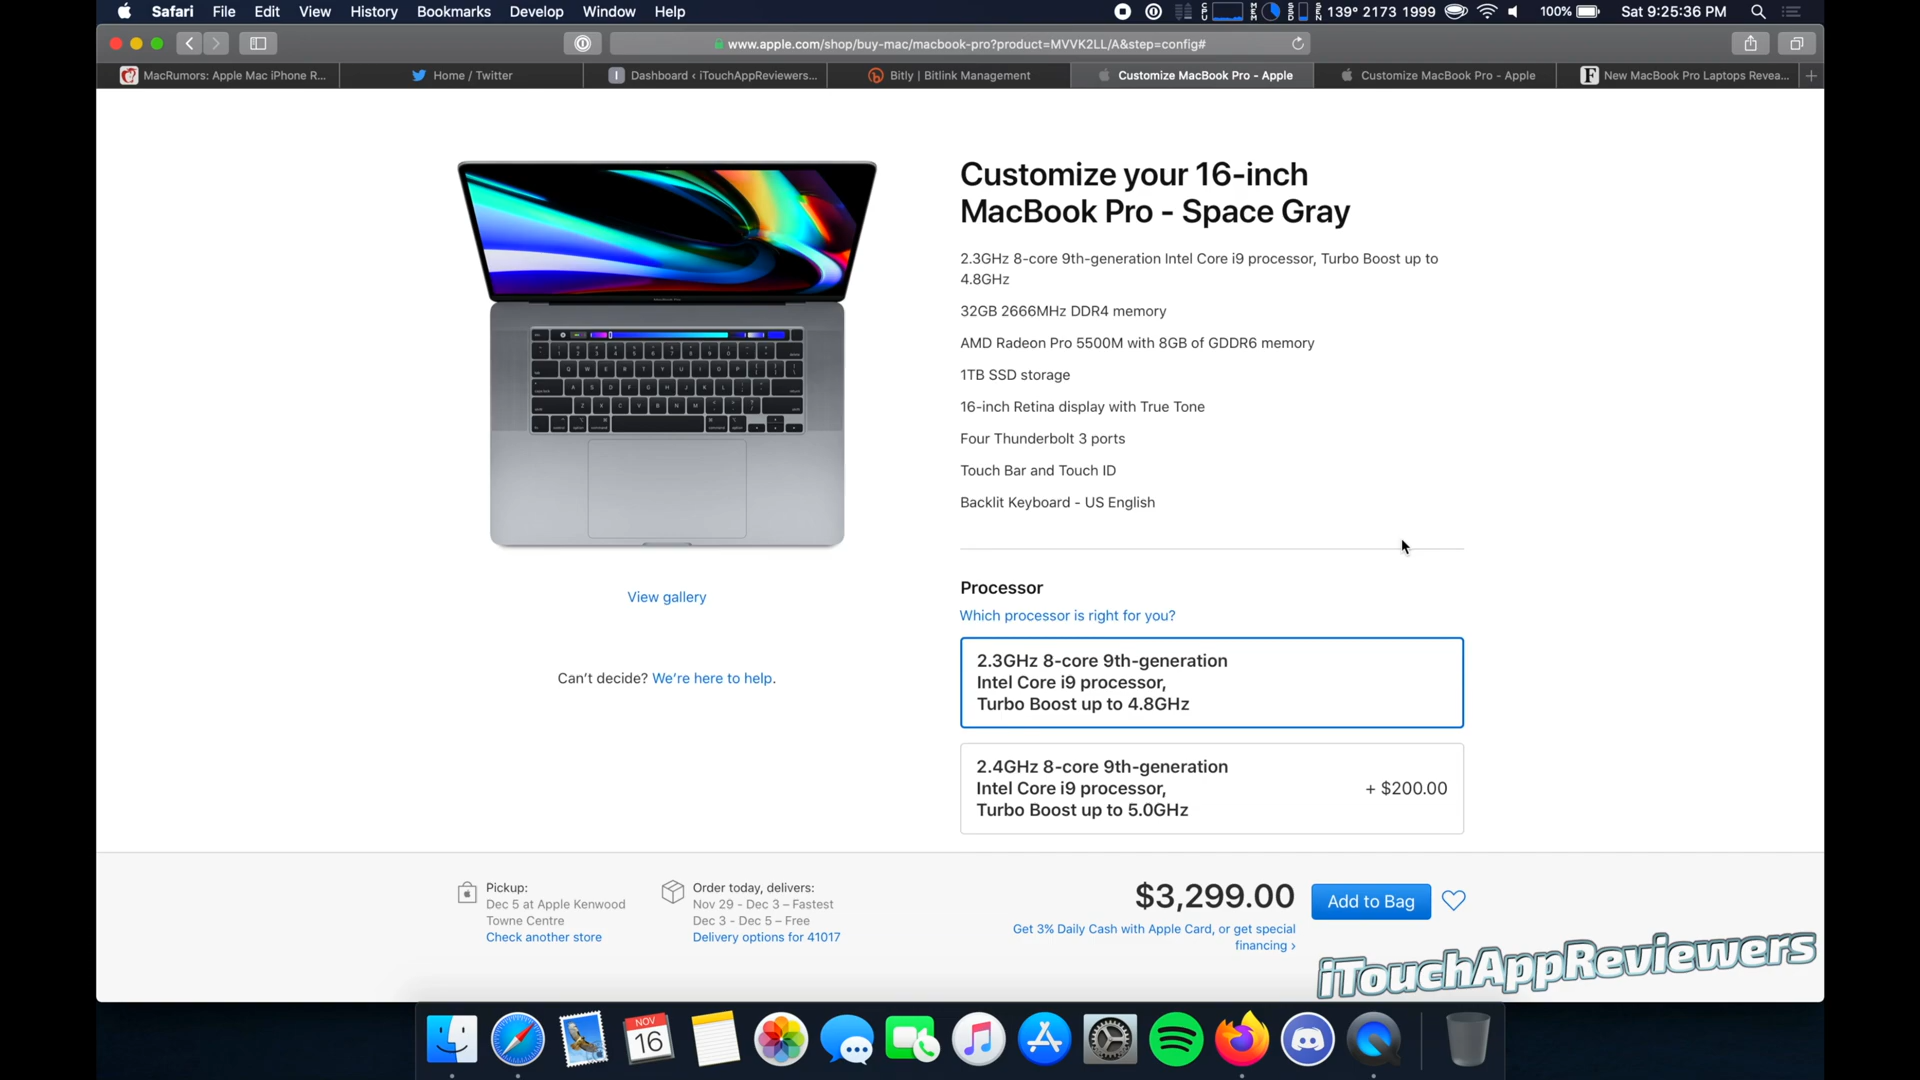 Safari File Edit View History Bookmarks Develop Window Help
139° 2173 1999 100% Sat 9:25:36 PM
www.apple.com/shop/buy-mac/macbook-pro?product=MVVK2LL/A&step=config#
MacRumors: Apple Mac iPhone R...
Home / Twitter
Dashboard ‹ iTouchAppReviewers...
Bitly | Bitlink Management
Customize MacBook Pro - Apple
Customize MacBook Pro - Apple
New MacBook Pro Laptops Revea...
Customize your 16-inch
MacBook Pro - Space Gray
2.3GHz 8-core 9th-generation Intel Core i9 processor, Turbo Boost up to
4.8GHz
32GB 2666MHz DDR4 memory
AMD Radeon Pro 5500M with 8GB of GDDR6 memory
1TB SSD storage
16-inch Retina display with True Tone
Four Thunderbolt 3 ports
Touch Bar and Touch ID
Backlit Keyboard - US English
View gallery
Can't decide? We're here to help.
Processor
Which processor is right for you?
2.3GHz 8-core 9th-generation
Intel Core i9 processor,
Turbo Boost up to 4.8GHz
2.4GHz 8-core 9th-generation
Intel Core i9 processor,
Turbo Boost up to 5.0GHz
+ $200.00
Pickup:
Dec 5 at Apple Kenwood
Towne Centre
Check another store
Order today, delivers:
Nov 29 - Dec 3 – Fastest
Dec 3 - Dec 5 – Free
Delivery options for 41017
$3,299.00
Get 3% Daily Cash with Apple Card, or get special
financing ›
Add to Bag
iTouchAppReviewers
NOV
16